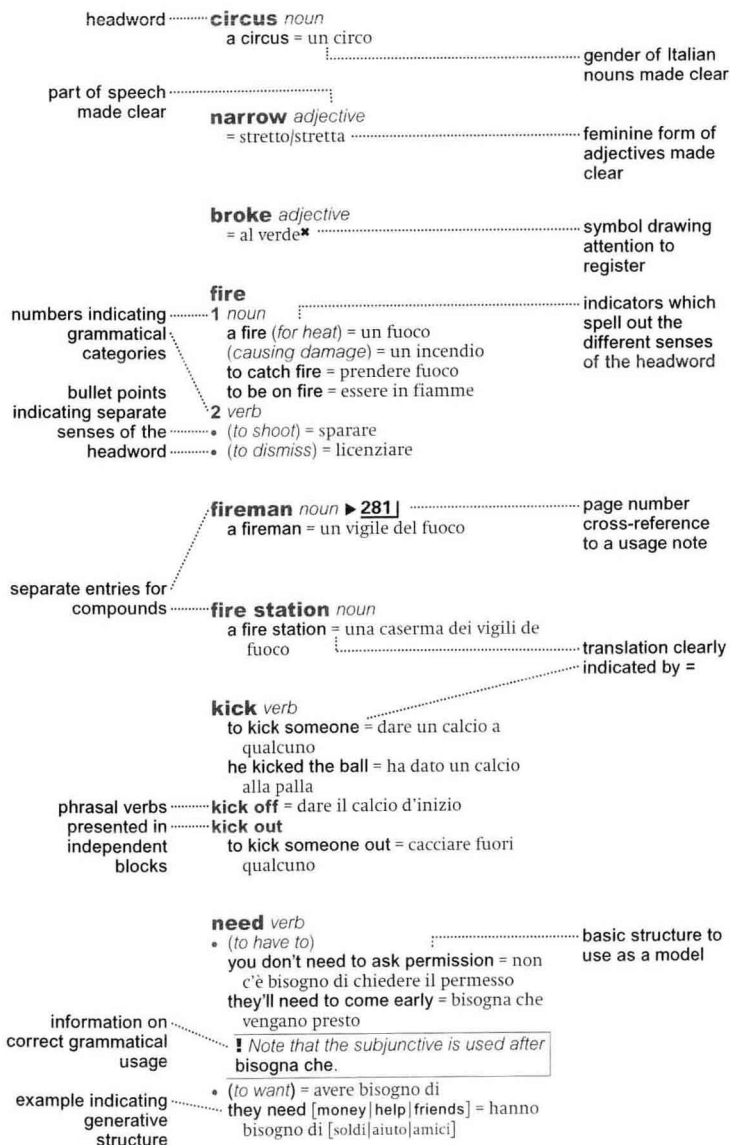 headword
circus noun
a circus = un circo
gender of Italian
nouns made clear
part of speech
made clear
narrow adjective
= stretto/stretta
feminine form of
adjectives made
clear
broke adjective
= al verde✖
symbol drawing
attention to
register
fire
numbers indicating
grammatical
categories
1 noun
a fire (for heat) = un fuoco
(causing damage) = un incendio
to catch fire = prendere fuoco
to be on fire = essere in fiamme
indicators which
spell out the
different senses
of the headword
bullet points
indicating separate
senses of the
headword
2 verb
• (to shoot) = sparare
• (to dismiss) = licenziare
fireman noun ▶ 281|
a fireman = un vigile del fuoco
page number
cross-reference
to a usage note
separate entries for
compounds
fire station noun
a fire station = una caserma dei vigili de
fuoco
translation clearly
indicated by =
kick verb
to kick someone = dare un calcio a
qualcuno
he kicked the ball = ha dato un calcio
alla palla
phrasal verbs
presented in
independent
blocks
kick off = dare il calcio d'inizio
kick out
to kick someone out = cacciare fuori
qualcuno
need verb
• (to have to)
you don't need to ask permission = non
c'è bisogno di chiedere il permesso
they'll need to come early = bisogna che
vengano presto
basic structure to
use as a model
information on
correct grammatical
usage
! Note that the subjunctive is used after
bisogna che.
• (to want) = avere bisogno di
they need [money|help|friends] = hanno
bisogno di [soldi|aiuto|amici]
example indicating
generative
structure